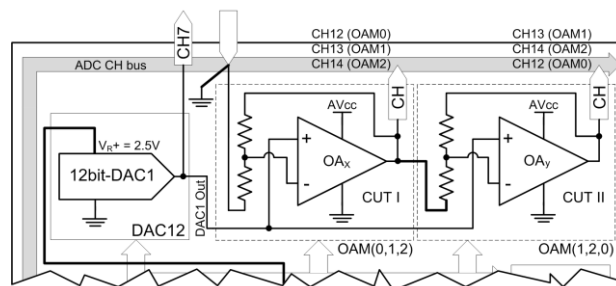 CH12 (OAM0)
CH13 (OAM1)
CH14 (OAM2)
CH13 (OAM1)
CH14 (OAM2)
CH12 (OAM0)
ADC CH bus
CH7
CH
CH
VR+ = 2.5V
12bit-DAC1
DAC12
DAC1 Out
AVcc
+
OAx
-
CUT I
AVcc
+
OAy
-
CUT II
OAM(0,1,2)
OAM(1,2,0)